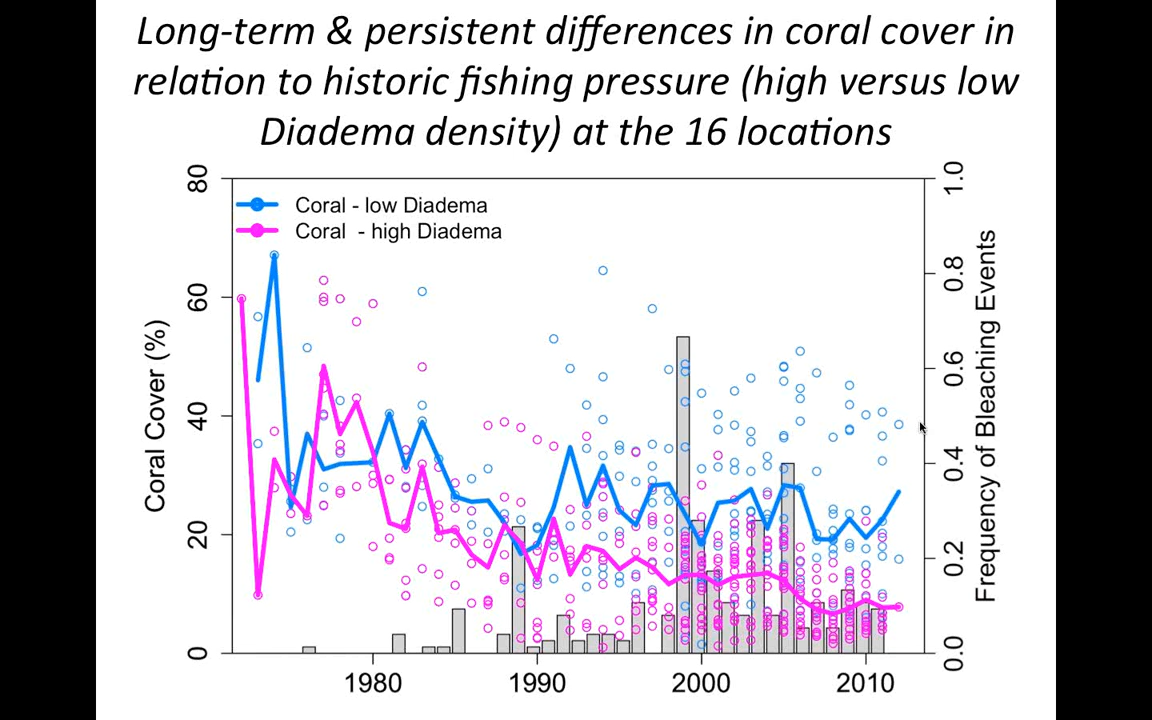 Long-term & persistent differences in coral cover in
relation to historic fishing pressure (high versus low
Diadema density) at the 16 locations
Coral - low Diadema
Coral - high Diadema
Coral Cover (%)
80
60
40
20
0
1980
1990
2000
2010
1.0
0.8
0.6
0.4
0.2
0.0
Frequency of Bleaching Events